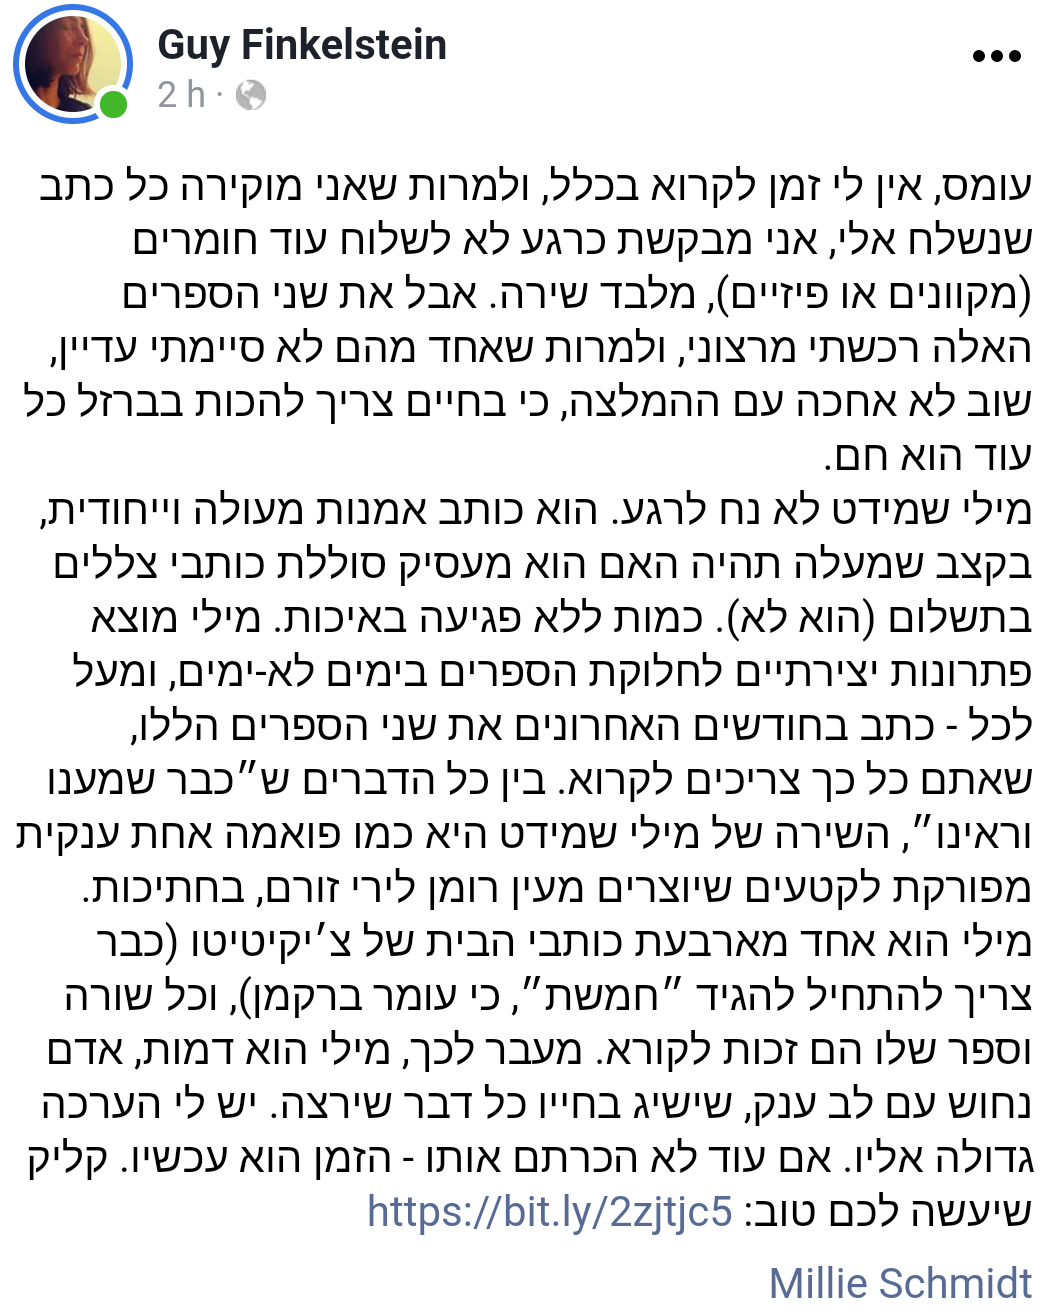 Guy Finkelstein
2 h ·
עומס, אין לי זמן לקרוא בכלל, ולמרות שאני מוקירה כל כתב
שנשלח אלי, אני מבקשת כרגע לא לשלוח עוד חומרים
(מקוונים או פיזיים), מלבד שירה. אבל את שני הספרים
האלה רכשתי מרצוני, ולמרות שאחד מהם לא סיימתי עדיין,
שוב לא אחכה עם ההמלצה, כי בחיים צריך להכות בברזל כל
עוד הוא חם.
מילי שמידט לא נח לרגע. הוא כותב אמנות מעולה וייחודית,
בקצב שמעלה תהיה האם הוא מעסיק סוללת כותבי צללים
בתשלום (הוא לא). כמות ללא פגיעה באיכות. מילי מוצא
פתרונות יצירתיים לחלוקת הספרים בימים לא-ימים, ומעל
לכל - כתב בחודשים האחרונים את שני הספרים הללו,
שאתם כל כך צריכים לקרוא. בין כל הדברים ש״כבר שמענו
וראינו״, השירה של מילי שמידט היא כמו פואמה אחת ענקית
מפורקת לקטעים שיוצרים מעין רומן לירי זורם, בחתיכות.
מילי הוא אחד מארבעת כותבי הבית של צ׳יקיטיטו (כבר
צריך להתחיל להגיד ״חמשת״, כי עומר ברקמן), וכל שורה
וספר שלו הם זכות לקורא. מעבר לכך, מילי הוא דמות, אדם
נחוש עם לב ענק, שישיג בחייו כל דבר שירצה. יש לי הערכה
גדולה אליו. אם עוד לא הכרתם אותו - הזמן הוא עכשיו. קליק
שיעשה לכם טוב: https://bit.ly/2zjtjc5
Millie Schmidt